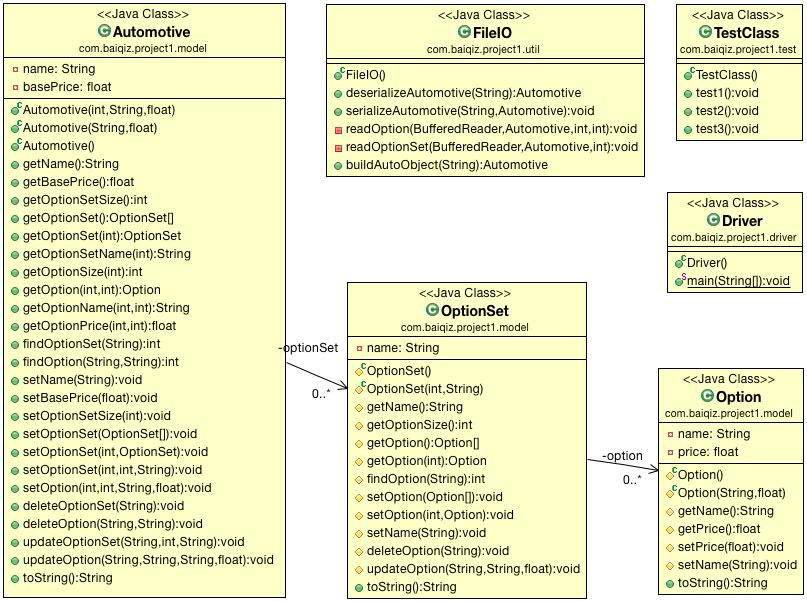 <<Java Class>>
Automotive
com.baiqiz.project1.model
name: String
basePrice: float
Automotive(int,String,float)
Automotive(String,float)
Automotive()
getName():String
getBasePrice():float
getOptionSetSize():int
getOptionSet():OptionSet[]
getOptionSet(int):OptionSet
getOptionSetName(int):String
getOptionSize(int):int
getOption(int,int):Option
getOptionName(int,int):String
getOptionPrice(int,int):float
findOptionSet(String):int
findOption(String,String):int
setName(String):void
setBasePrice(float):void
setOptionSetSize(int):void
setOptionSet(OptionSet[]):void
setOptionSet(int,OptionSet):void
setOptionSet(int,int,String):void
setOption(int,int,String,float):void
deleteOptionSet(String):void
deleteOption(String,String):void
updateOptionSet(String,int,String):void
updateOption(String,String,String,float):void
toString():String
<<Java Class>>
FileIO
com.baiqiz.project1.util
FileIO()
deserializeAutomotive(String):Automotive
serializeAutomotive(String,Automotive):void
readOption(BufferedReader,Automotive,int,int):void
readOptionSet(BufferedReader,Automotive,int):void
buildAutoObject(String):Automotive
<<Java Class>>
TestClass
com.baiqiz.project1.test
TestClass()
test1():void
test2():void
test3():void
<<Java Class>>
Driver
com.baiqiz.project1.driver
Driver()
main(String[]):void
-optionSet
0..*
<<Java Class>>
OptionSet
com.baiqiz.project1.model
name: String
OptionSet()
OptionSet(int,String)
getName():String
getOptionSize():int
getOption():Option[]
getOption(int):Option
findOption(String):int
setOption(Option[]):void
setOption(int,Option):void
setName(String):void
deleteOption(String):void
updateOption(String,String,float):void
toString():String
-option
0..*
<<Java Class>>
Option
com.baiqiz.project1.model
name: String
price: float
Option()
Option(String,float)
getName():String
getPrice():float
setPrice(float):void
setName(String):void
toString():String